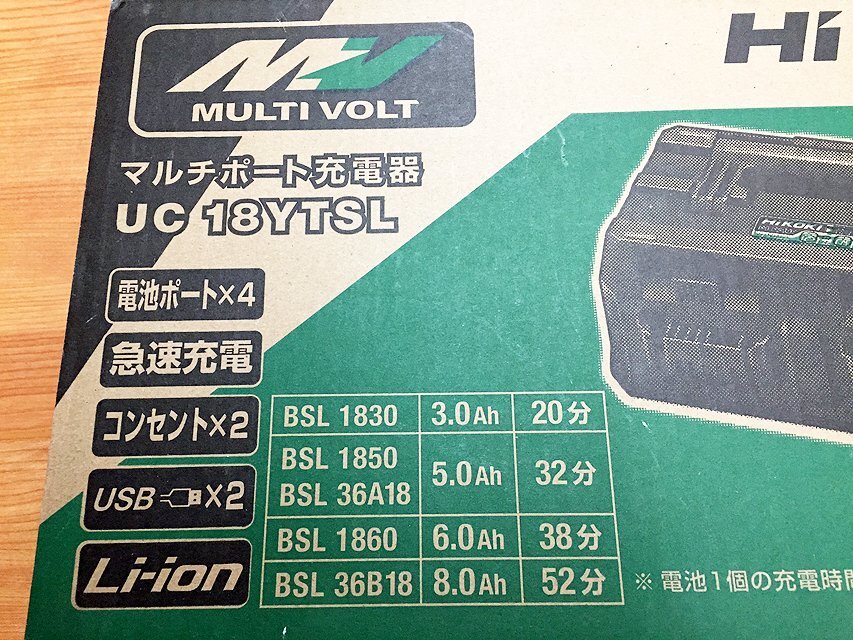 MV
MULTI VOLT
Hi
マルチポート充電器
UC 18YTSL
HiKOKI
電池ポート×4
急速充電
コンセント×2
USB ×2
Li-ion
BSL 1830 3.0Ah 20分
BSL 1850
BSL 36A18 5.0Ah 32分
BSL 1860 6.0Ah 38分
BSL 36B18 8.0Ah 52分
※ 電池1個の充電時間